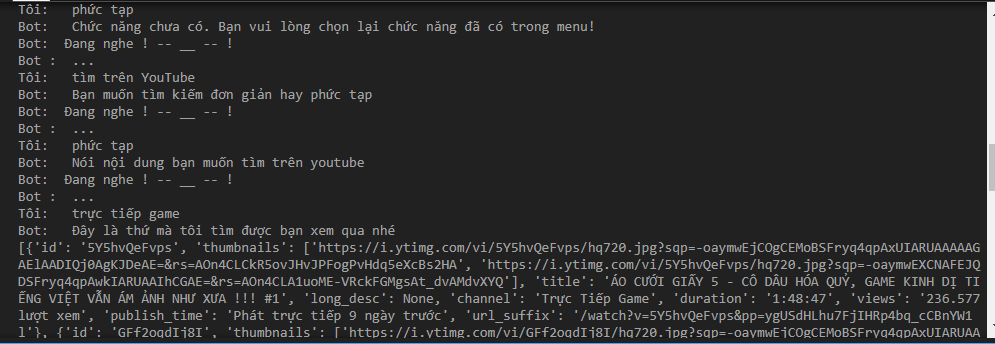 Tôi:   phức tạp
Bot:   Chức năng chưa có. Bạn vui lòng chọn lại chức năng đã có trong menu!
Bot:  Đang nghe ! -- __ -- !
Bot :  ...
Tôi:   tìm trên YouTube
Bot:   Bạn muốn tìm kiếm đơn giản hay phức tạp
Bot:  Đang nghe ! -- __ -- !
Bot :  ...
Tôi:   phức tạp
Bot:   Nói nội dung bạn muốn tìm trên youtube
Bot:  Đang nghe ! -- __ -- !
Bot :  ...
Tôi:   trực tiếp game
Bot:   Đây là thứ mà tôi tìm được bạn xem qua nhé
[{'id': '5Y5hvQeFvps', 'thumbnails': ['https://i.ytimg.com/vi/5Y5hvQeFvps/hq720.jpg?sqp=-oaymwEjCOgCEMoBSFryq4qpAxUIARUAAAAAG
AElAADIQj0AgKJDeAE=&rs=AOn4CLCkR5ovJHvJPFogPvHdq5eXcBs2HA', 'https://i.ytimg.com/vi/5Y5hvQeFvps/hq720.jpg?sqp=-oaymwEXCNAFEJQ
DSFryq4qpAwkIARUAAIhCGAE=&rs=AOn4CLA1uoME-VRckFGMgsAt_dvAMdvXYQ'], 'title': 'ÁO CƯỚI GIẤY 5 - CÔ DÂU HÓA QUỶ, GAME KINH DỊ TI
ẾNG VIỆT VẪN ÁM ẢNH NHƯ XƯA !!! #1', 'long_desc': None, 'channel': 'Trực Tiếp Game', 'duration': '1:48:47', 'views': '236.577
lượt xem', 'publish_time': 'Phát trực tiếp 9 ngày trước', 'url_suffix': '/watch?v=5Y5hvQeFvps&pp=ygUSdHLhu7FjIHRp4bq_cCBnYW1
l'}, {'id': 'GFf2oqdIj8I', 'thumbnails': ['https://i.ytimg.com/vi/GFf2oqdIj8I/hq720.jpg?sqp=-oaymwEjCOgCEMoBSFryq4qpAxUIARUAA